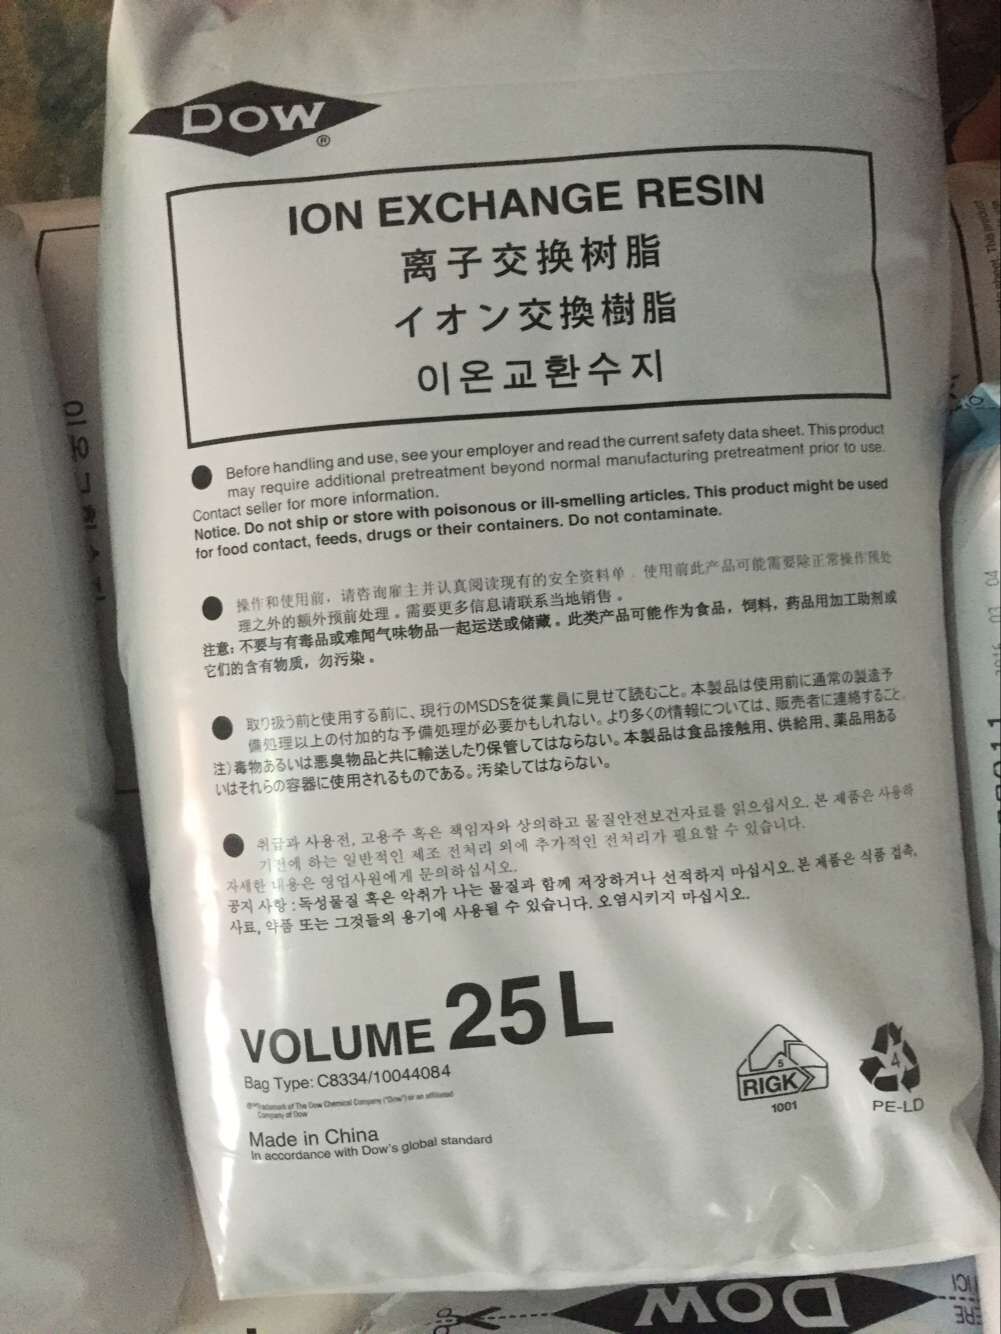 DOW
®
ION EXCHANGE RESIN
离子交换树脂
イオン交換樹脂
이온교환수지
● Before handling and use, see your employer and read the current safety data sheet. This product
may require additional pretreatment beyond normal manufacturing pretreatment prior to use.
Contact seller for more information.
Notice. Do not ship or store with poisonous or ill-smelling articles. This product might be used
for food contact, feeds, drugs or their containers. Do not contaminate.
● 操作和使用前，请咨询雇主并认真阅读现有的安全资料单。使用前此产品可能需要除正常操作预处
理之外的额外预前处理。需要更多信息请联系当地销售。
注意：不要与有毒品或难闻气味物品一起运送或储藏。此类产品可能作为食品，饲料，药品用加工助剂或
它们的含有物质，勿污染。
● 取り扱う前と使用する前に、現行のMSDSを従業員に見せて読むこと。本製品は使用前に通常の製造予
備処理以上の付加的な予備処理が必要かもしれない。より多くの情報については、販売者に連絡すること。
注）毒物あるいは悪臭物品と共に輸送したり保管してはならない。本製品は食品接触用、供給用、薬品用ある
いはそれらの容器に使用されるものである。汚染してはならない。
● 취급과 사용전, 고용주 혹은 책임자와 상의하고 물질안전보건자료를 읽으십시오. 본 제품은 사용하
기전에 하는 일반적인 제조 전처리 외에 추가적인 전처리가 필요할 수 있습니다.
자세한 내용은 영업사원에게 문의하십시오.
공지 사항 : 독성물질 혹은 악취가 나는 물질과 함께 저장하거나 선적하지 마십시오. 본 제품은 식품 접촉,
사료, 약품 또는 그것들의 용기에 사용될 수 있습니다. 오염시키지 마십시오.
VOLUME 25 L
Bag Type: C8334/10044084
®™Trademark of The Dow Chemical Company ("Dow") or an affiliated
Company of Dow
Made in China
In accordance with Dow's global standard
5
RIGK
1001
4
PE-LD
DOW